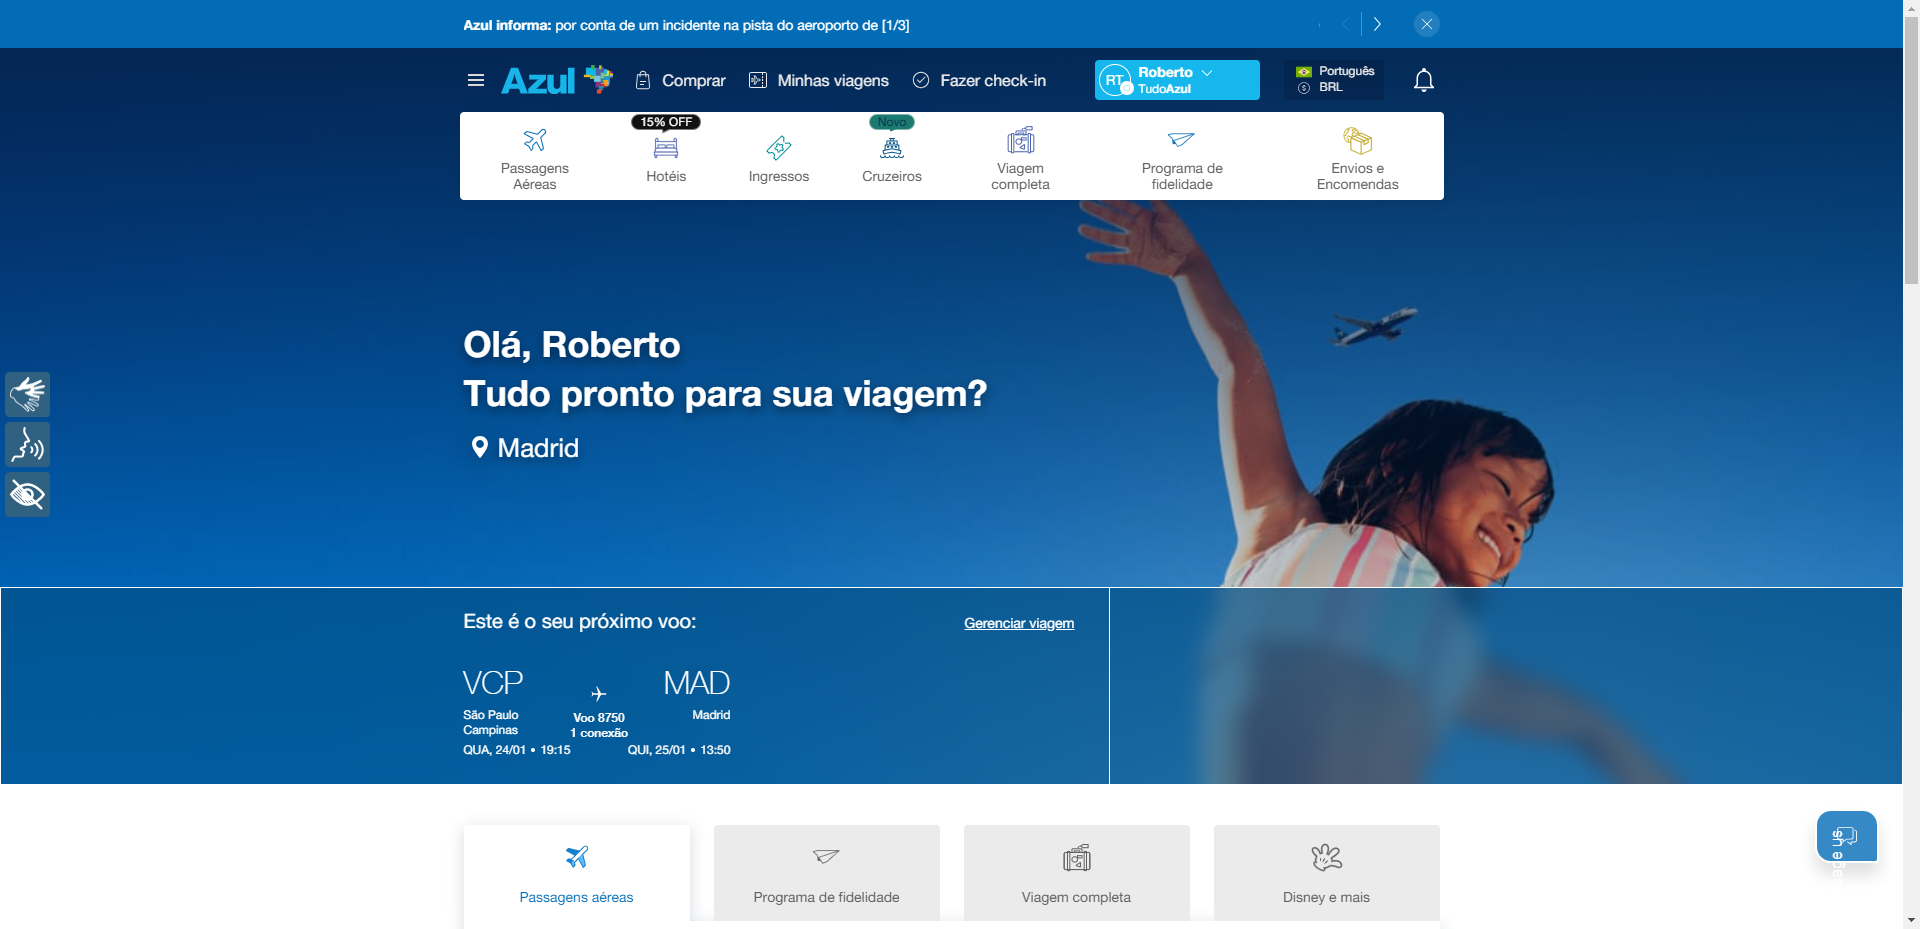 Azul informa: por conta de um incidente na pista do aeroporto de [1/3]
Azul
Comprar
Minhas viagens
Fazer check-in
RT
Roberto
TudoAzul
Português
BRL
Passagens
Aéreas
15% OFF
Hotéis
Ingressos
Novo
Cruzeiros
Viagem
completa
Programa de
fidelidade
Envios e
Encomendas
Olá, Roberto
Tudo pronto para sua viagem?
Madrid
Este é o seu próximo voo:
Gerenciar viagem
VCP
MAD
São Paulo
Campinas
Voo 8750
1 conexão
Madrid
QUA, 24/01 • 19:15
QUI, 25/01 • 13:50
Passagens aéreas
Programa de fidelidade
Viagem completa
Disney e mais